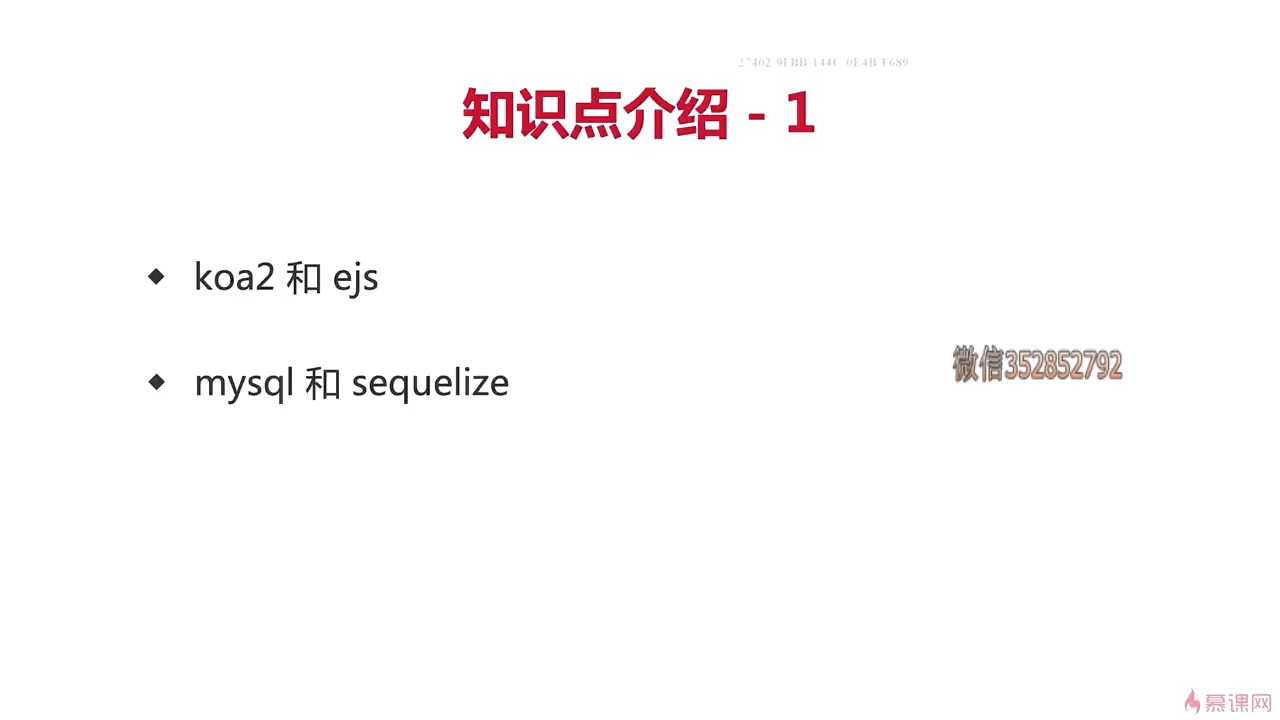 知识点介绍 - 1
koa2 和 ejs
mysql 和 sequelize
微信352852792
慕课网